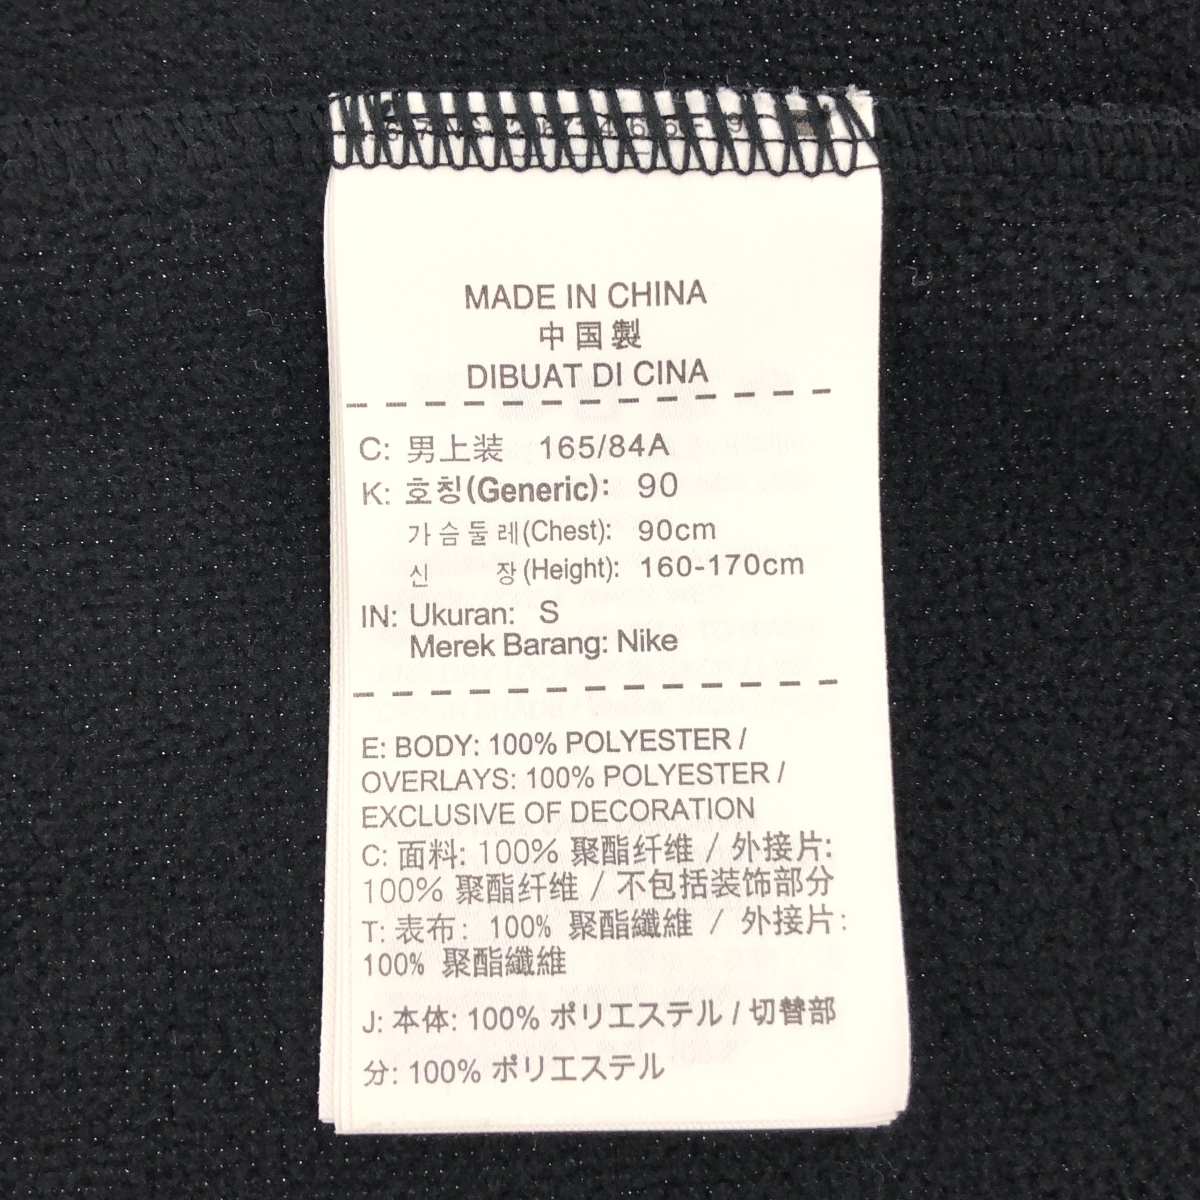 MADE IN CHINA
中国製
DIBUAT DI CINA
C: 男上装 165/84A
K: 호칭(Generic): 90
가슴둘레(Chest): 90cm
신 장(Height): 160-170cm
IN: Ukuran: S
Merek Barang: Nike
E: BODY: 100% POLYESTER /
OVERLAYS: 100% POLYESTER /
EXCLUSIVE OF DECORATION
C: 面料: 100% 聚酯纤维 / 外接片:
100% 聚酯纤维 / 不包括装饰部分
T: 表布: 100% 聚酯纖維 / 外接片:
100% 聚酯纖維
J: 本体: 100% ポリエステル / 切替部
分: 100% ポリエステル